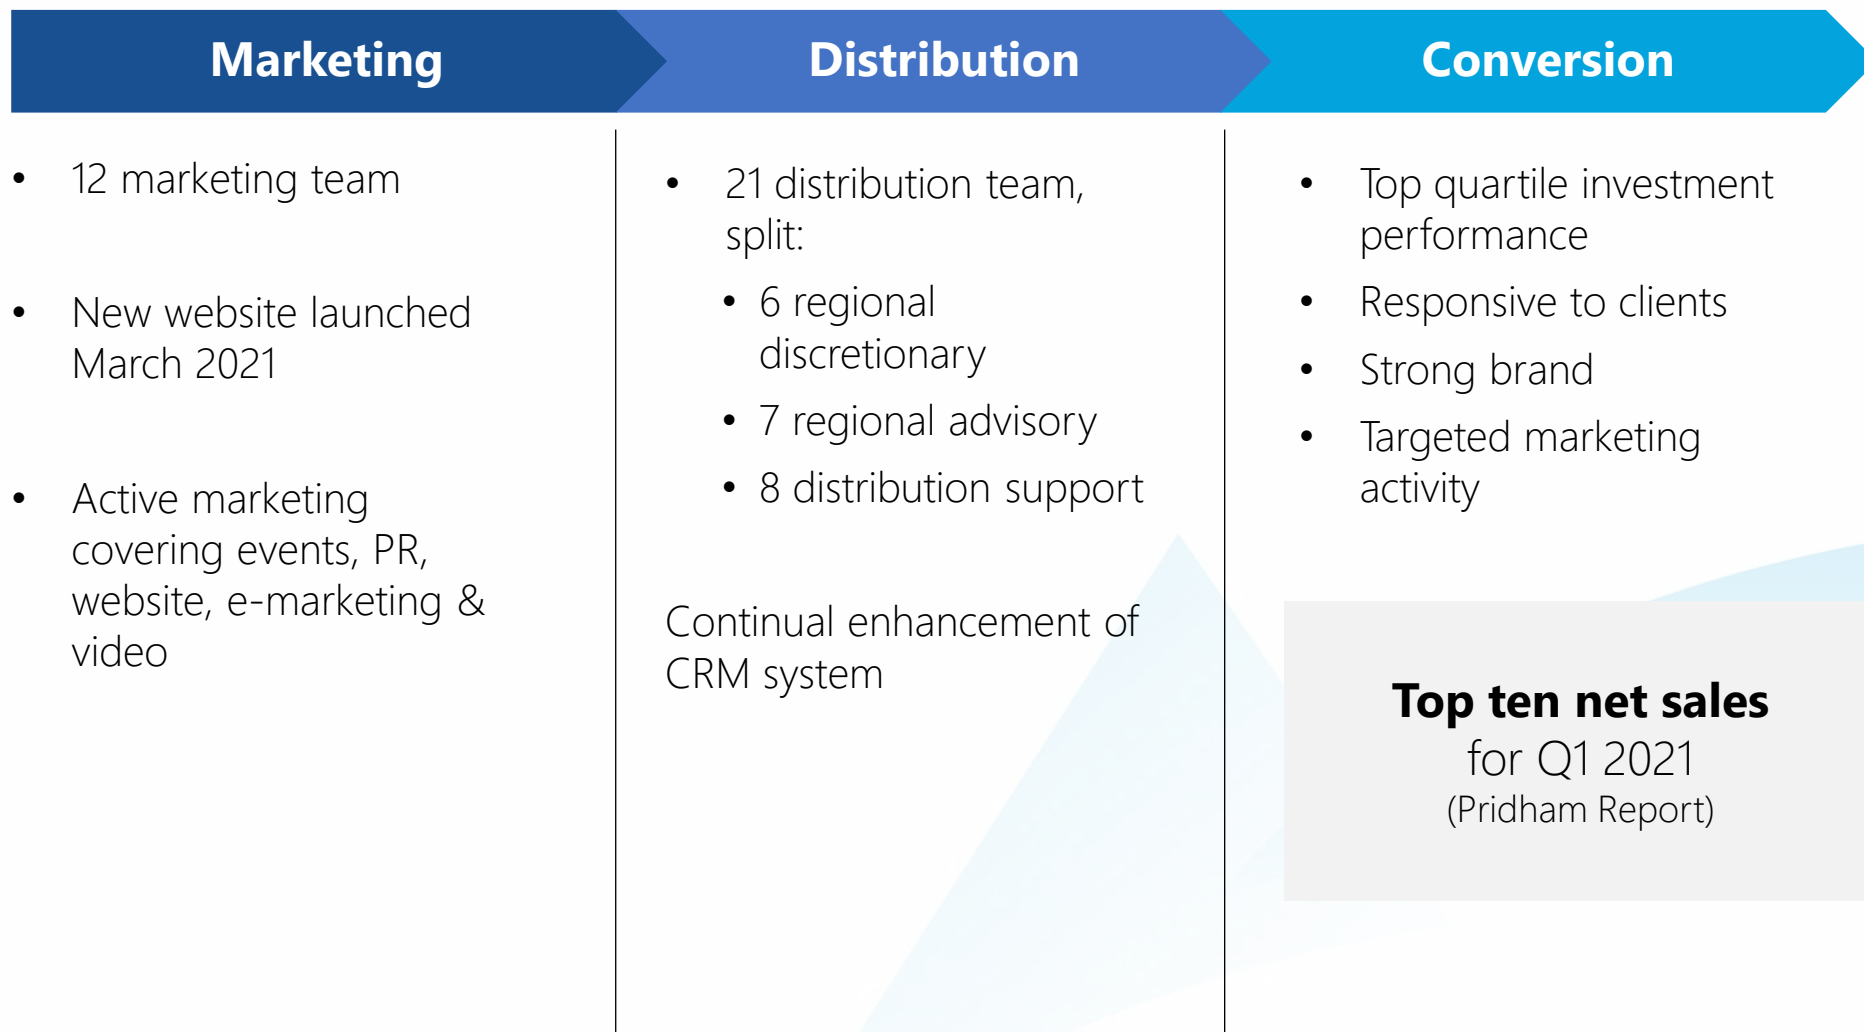 Marketing
Distribution
Conversion
• 12 marketing team
• New website launched
March 2021
• Active marketing
covering events, PR,
website, e-marketing &
video
• 21 distribution team,
split:
• 6 regional
discretionary
• 7 regional advisory
• 8 distribution support
Continual enhancement of
CRM system
• Top quartile investment
performance
• Responsive to clients
• Strong brand
• Targeted marketing
activity
Top ten net sales
for Q1 2021
(Pridham Report)